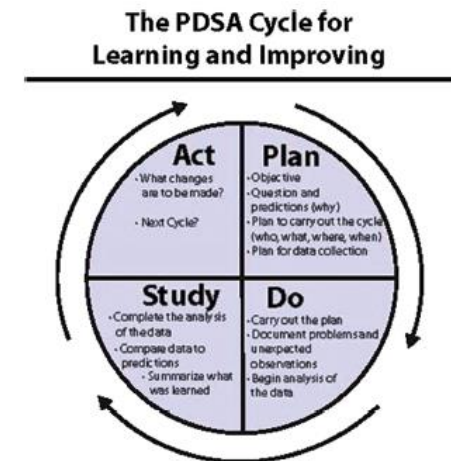 The PDSA Cycle for
Learning and Improving
Act
· What changes
are to be made?
· Next Cycle?
Plan
· Objective
· Question and
predictions (why)
· Plan to carry out the cycle
(who, what, where, when)
· Plan for data collection
Do
· Carry out the plan
· Document problems and
unexpected
observations
· Begin analysis of
the data
Study
· Complete the analysis
of the data
· Compare data to
predictions
· Summarize what
was learned